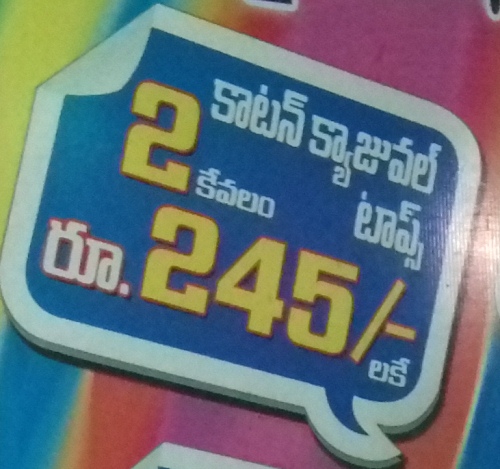 2 కాటన్ క్యాజువల్
కేవలం టాప్స్
రూ. 245/-
లకే